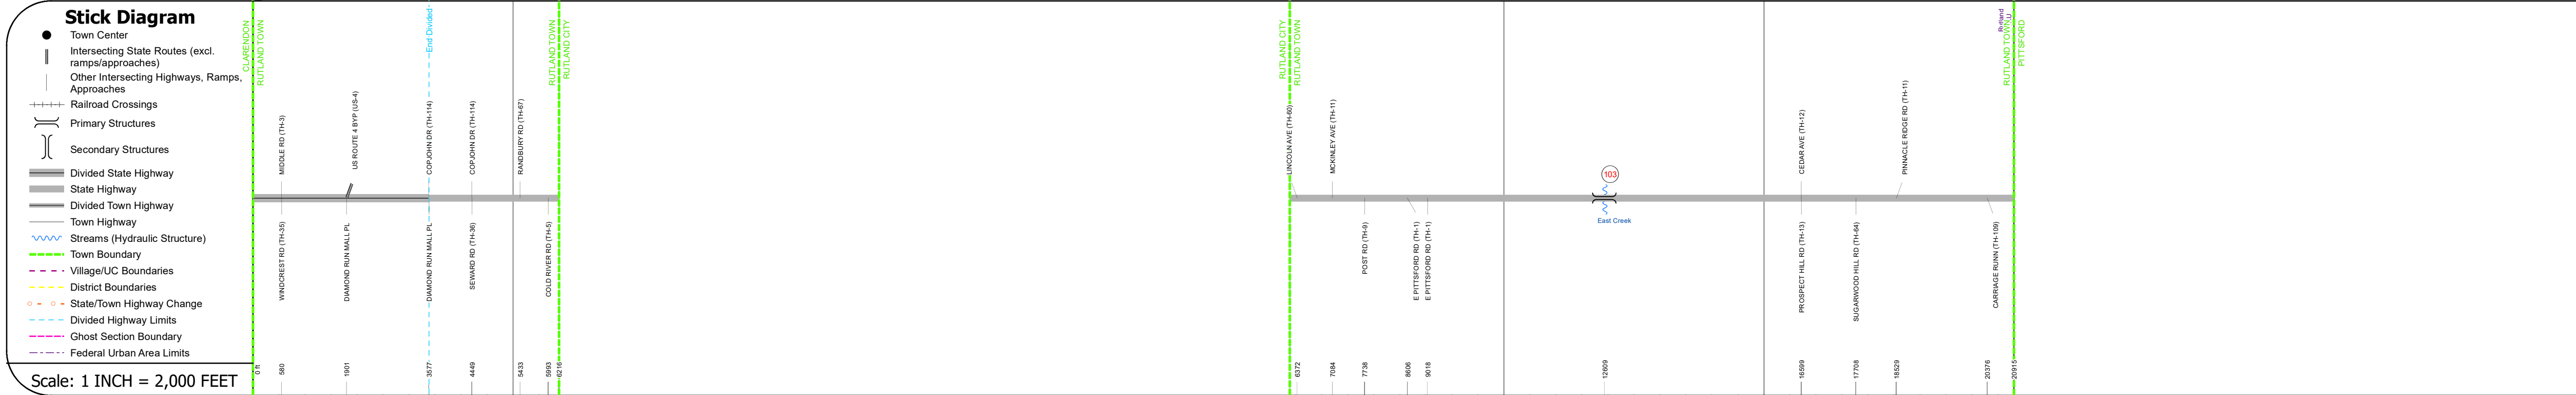 Stick Diagram
Town Center
Intersecting State Routes (excl.
ramps/approaches)
Other Intersecting Highways, Ramps,
Approaches
Railroad Crossings
Primary Structures
Secondary Structures
Divided State Highway
State Highway
Divided Town Highway
Town Highway
Streams (Hydraulic Structure)
Town Boundary
Village/UC Boundaries
District Boundaries
State/Town Highway Change
Divided Highway Limits
Ghost Section Boundary
Federal Urban Area Limits
Scale: 1 INCH = 2,000 FEET
CLARENDON
RUTLAND TOWN
End Divided
RUTLAND TOWN
RUTLAND CITY
RUTLAND CITY
RUTLAND TOWN
Rutland
RUTLAND TOWN
PITTSFORD
MIDDLE RD (TH-3)
US ROUTE 4 BYP (US-4)
COPJOHN DR (TH-114)
COPJOHN DR (TH-114)
RANDBURY RD (TH-67)
LINCOLN AVE (TH-60)
MCKINLEY AVE (TH-11)
103
CEDAR AVE (TH-12)
PINNACLE RIDGE RD (TH-11)
WINDCREST RD (TH-35)
DIAMOND RUN MALL PL
DIAMOND RUN MALL PL
SEWARD RD (TH-36)
COLD RIVER RD (TH-5)
POST RD (TH-9)
E PITTSFORD RD (TH-1)
E PITTSFORD RD (TH-1)
East Creek
PROSPECT HILL RD (TH-13)
SUGARWOOD HILL RD (TH-64)
CARRIAGE RUNN (TH-109)
0 ft
580
1901
3577
4449
5433
5993
6216
6372
7084
7738
8606
9018
12609
16599
17708
18529
20376
20915